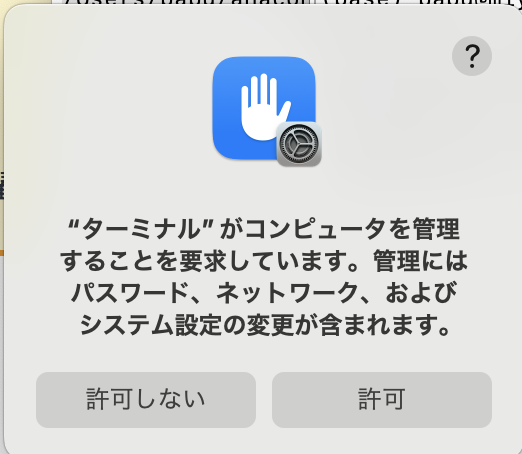 ?
“ターミナル”がコンピュータを管理
することを要求しています。管理には
パスワード、ネットワーク、および
システム設定の変更が含まれます。
許可しない
許可